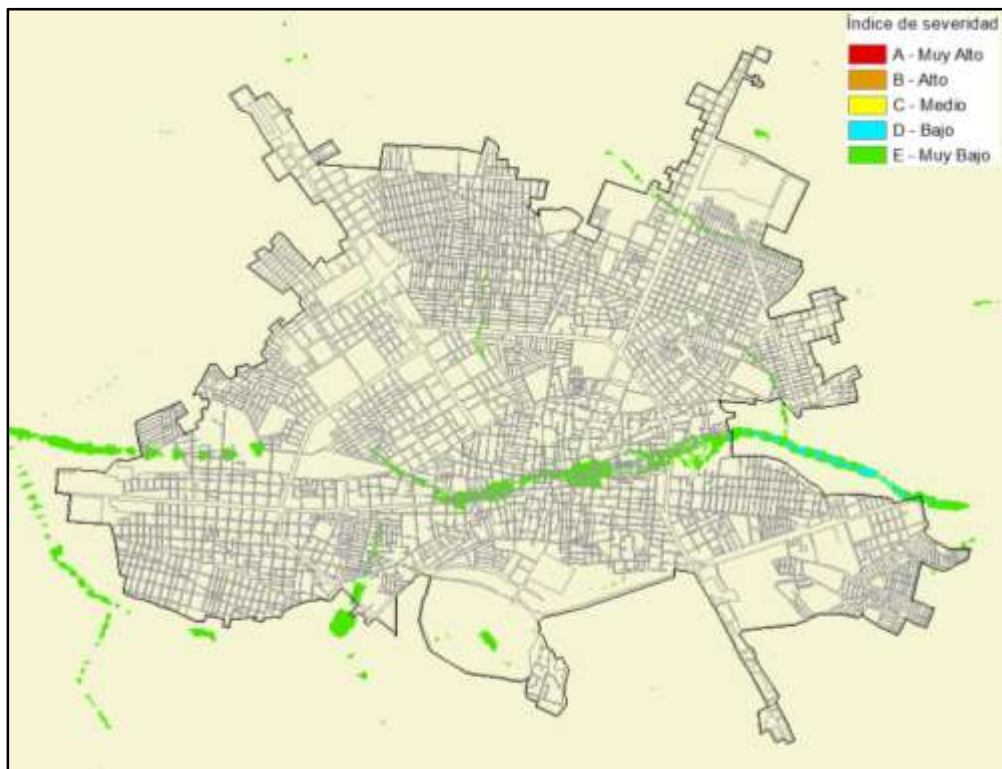 Índice de severidad
A - Muy Alto
B - Alto
C - Medio
D - Bajo
E - Muy Bajo